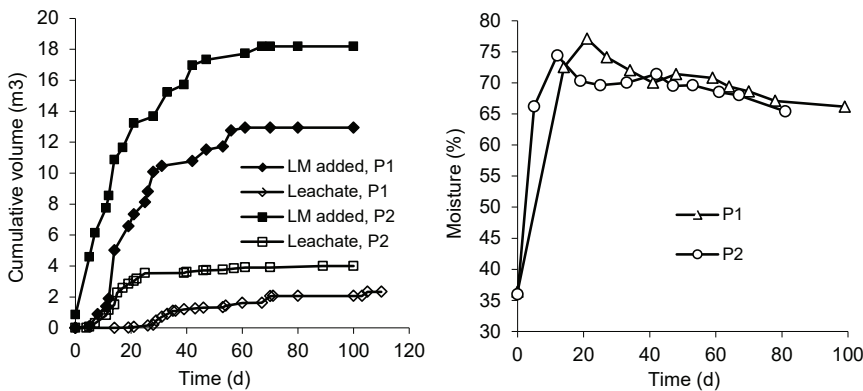 Cumulative volume (m3)
20
18
16
14
12
10
8
6
4
2
0
0 20 40 60 80 100 120
Time (d)
LM added, P1
Leachate, P1
LM added, P2
Leachate, P2
Moisture (%)
80
75
70
65
60
55
50
45
40
35
30
0 20 40 60 80 100
Time (d)
P1
P2